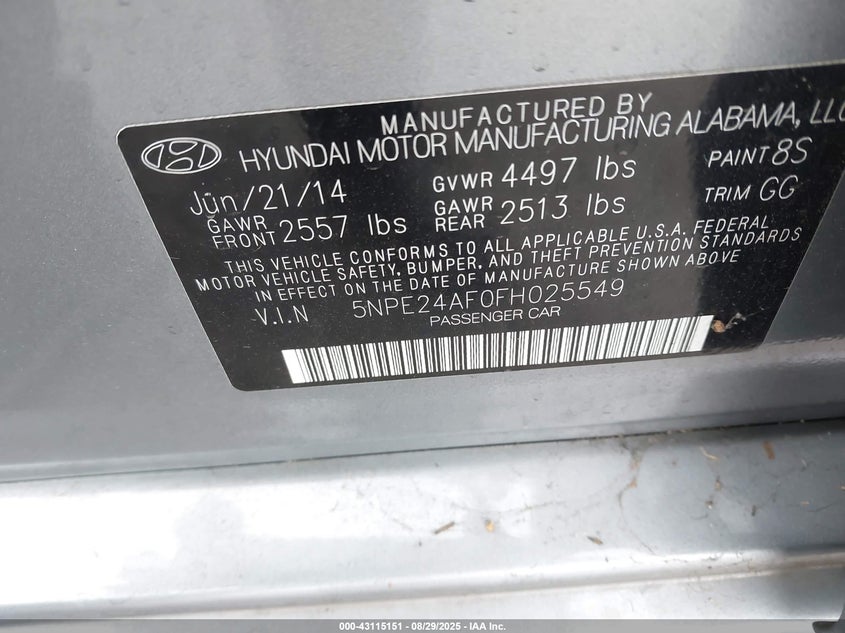 MANUFACTURED BY
HYUNDAI MOTOR MANUFACTURING ALABAMA, LLC
Jun/21/14 GVWR 4497 lbs PAINT 8S
GAWR FRONT 2557 lbs GAWR REAR 2513 lbs TRIM GG
THIS VEHICLE CONFORMS TO ALL APPLICABLE U.S.A. FEDERAL
MOTOR VEHICLE SAFETY, BUMPER, AND THEFT PREVENTION STANDARDS
IN EFFECT ON THE DATE OF MANUFACTURE SHOWN ABOVE
V.I.N 5NPE24AF0FH025549
PASSENGER CAR
000-43115151 | 08/29/2025 - IAA Inc.